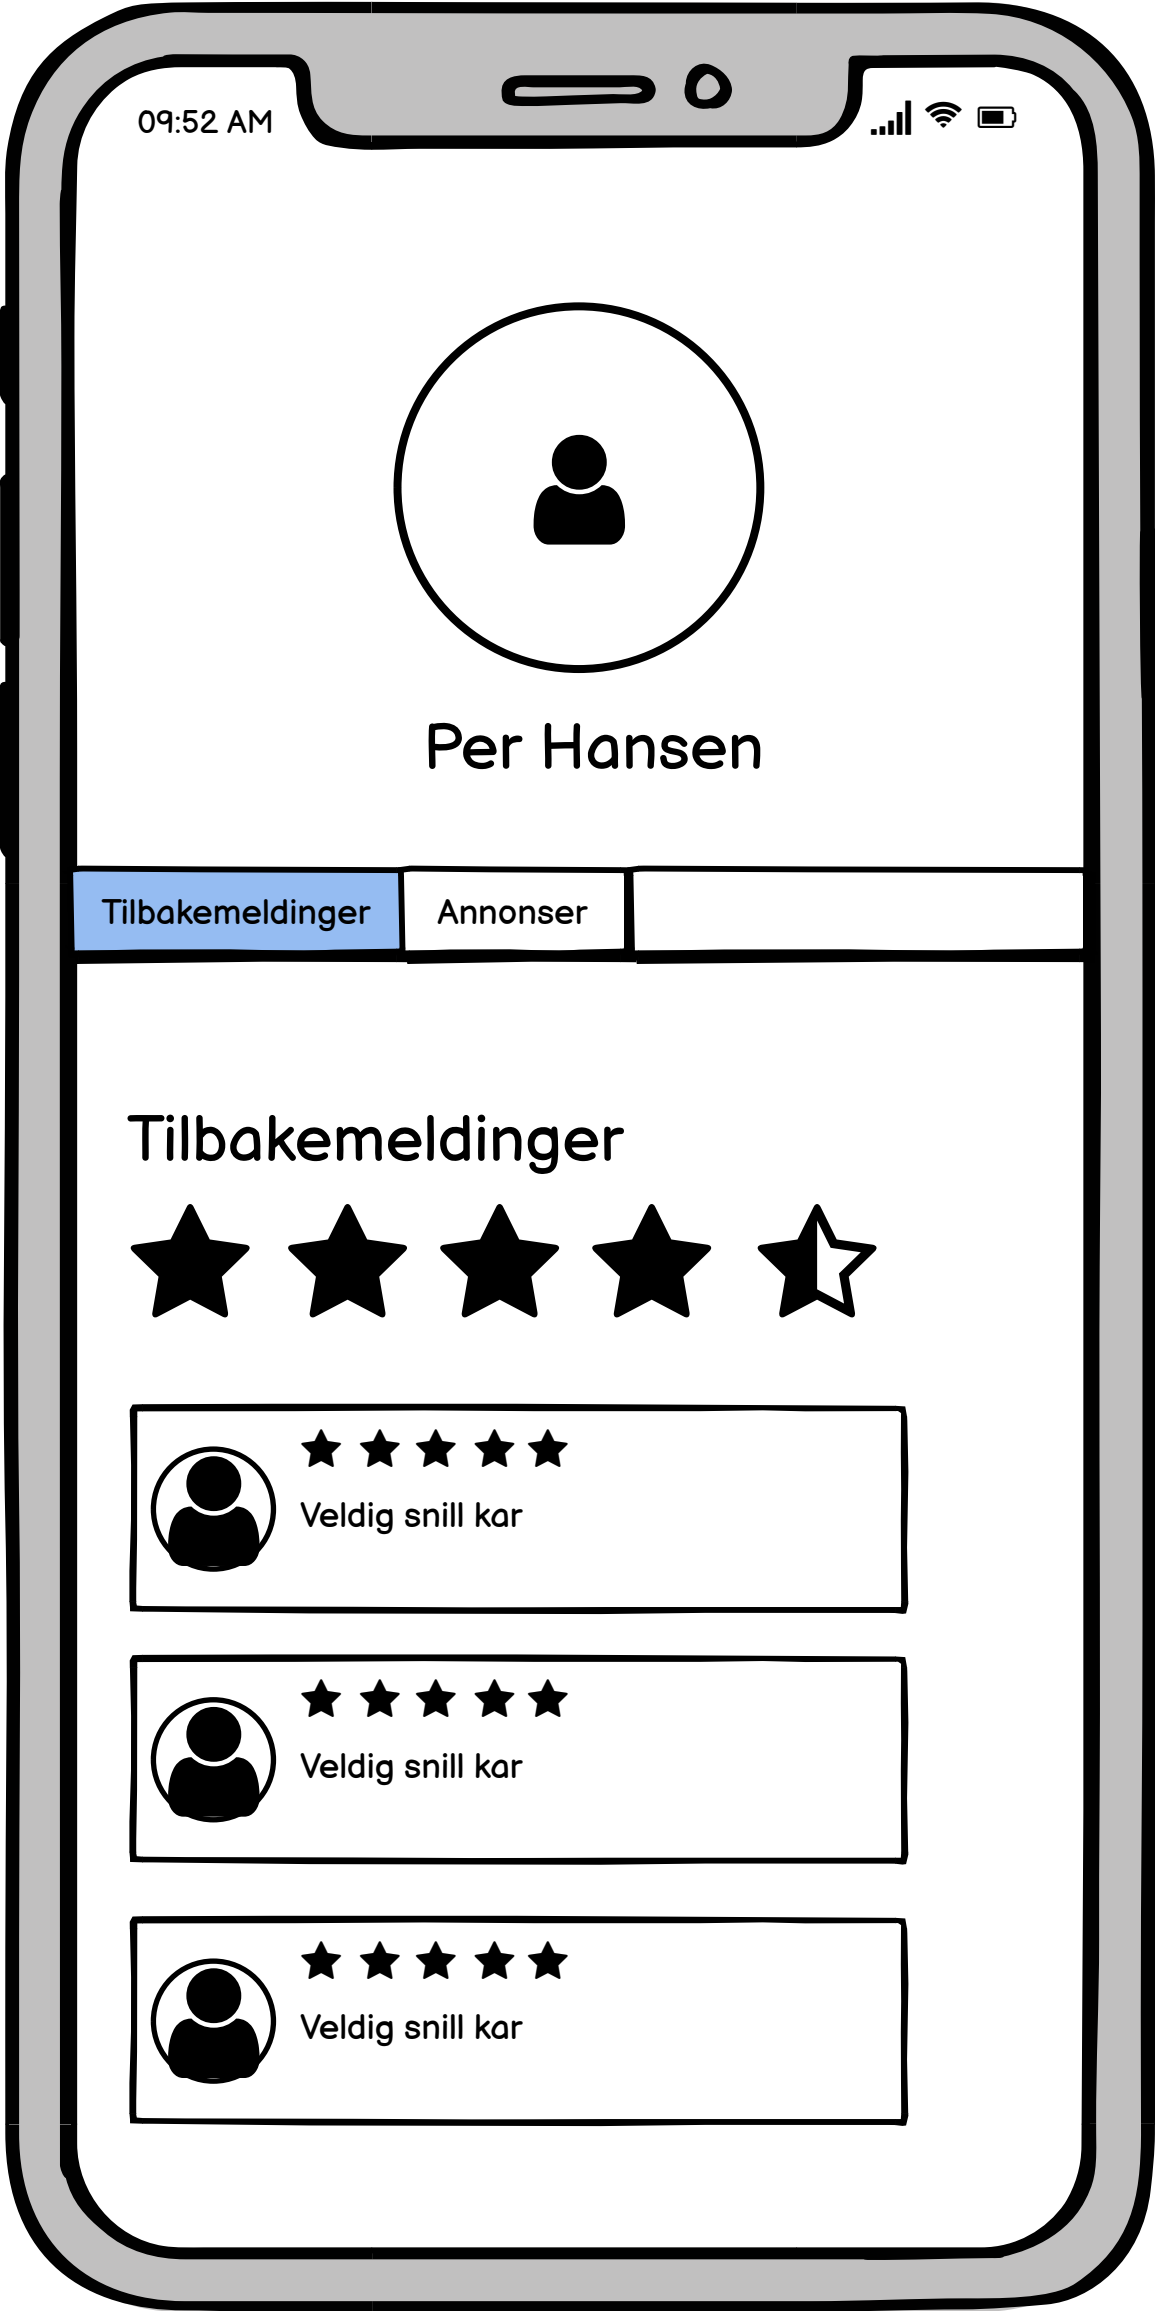 09:52 AM
Per Hansen
Tilbakemeldinger
Annonser
Tilbakemeldinger
Veldig snill kar
Veldig snill kar
Veldig snill kar